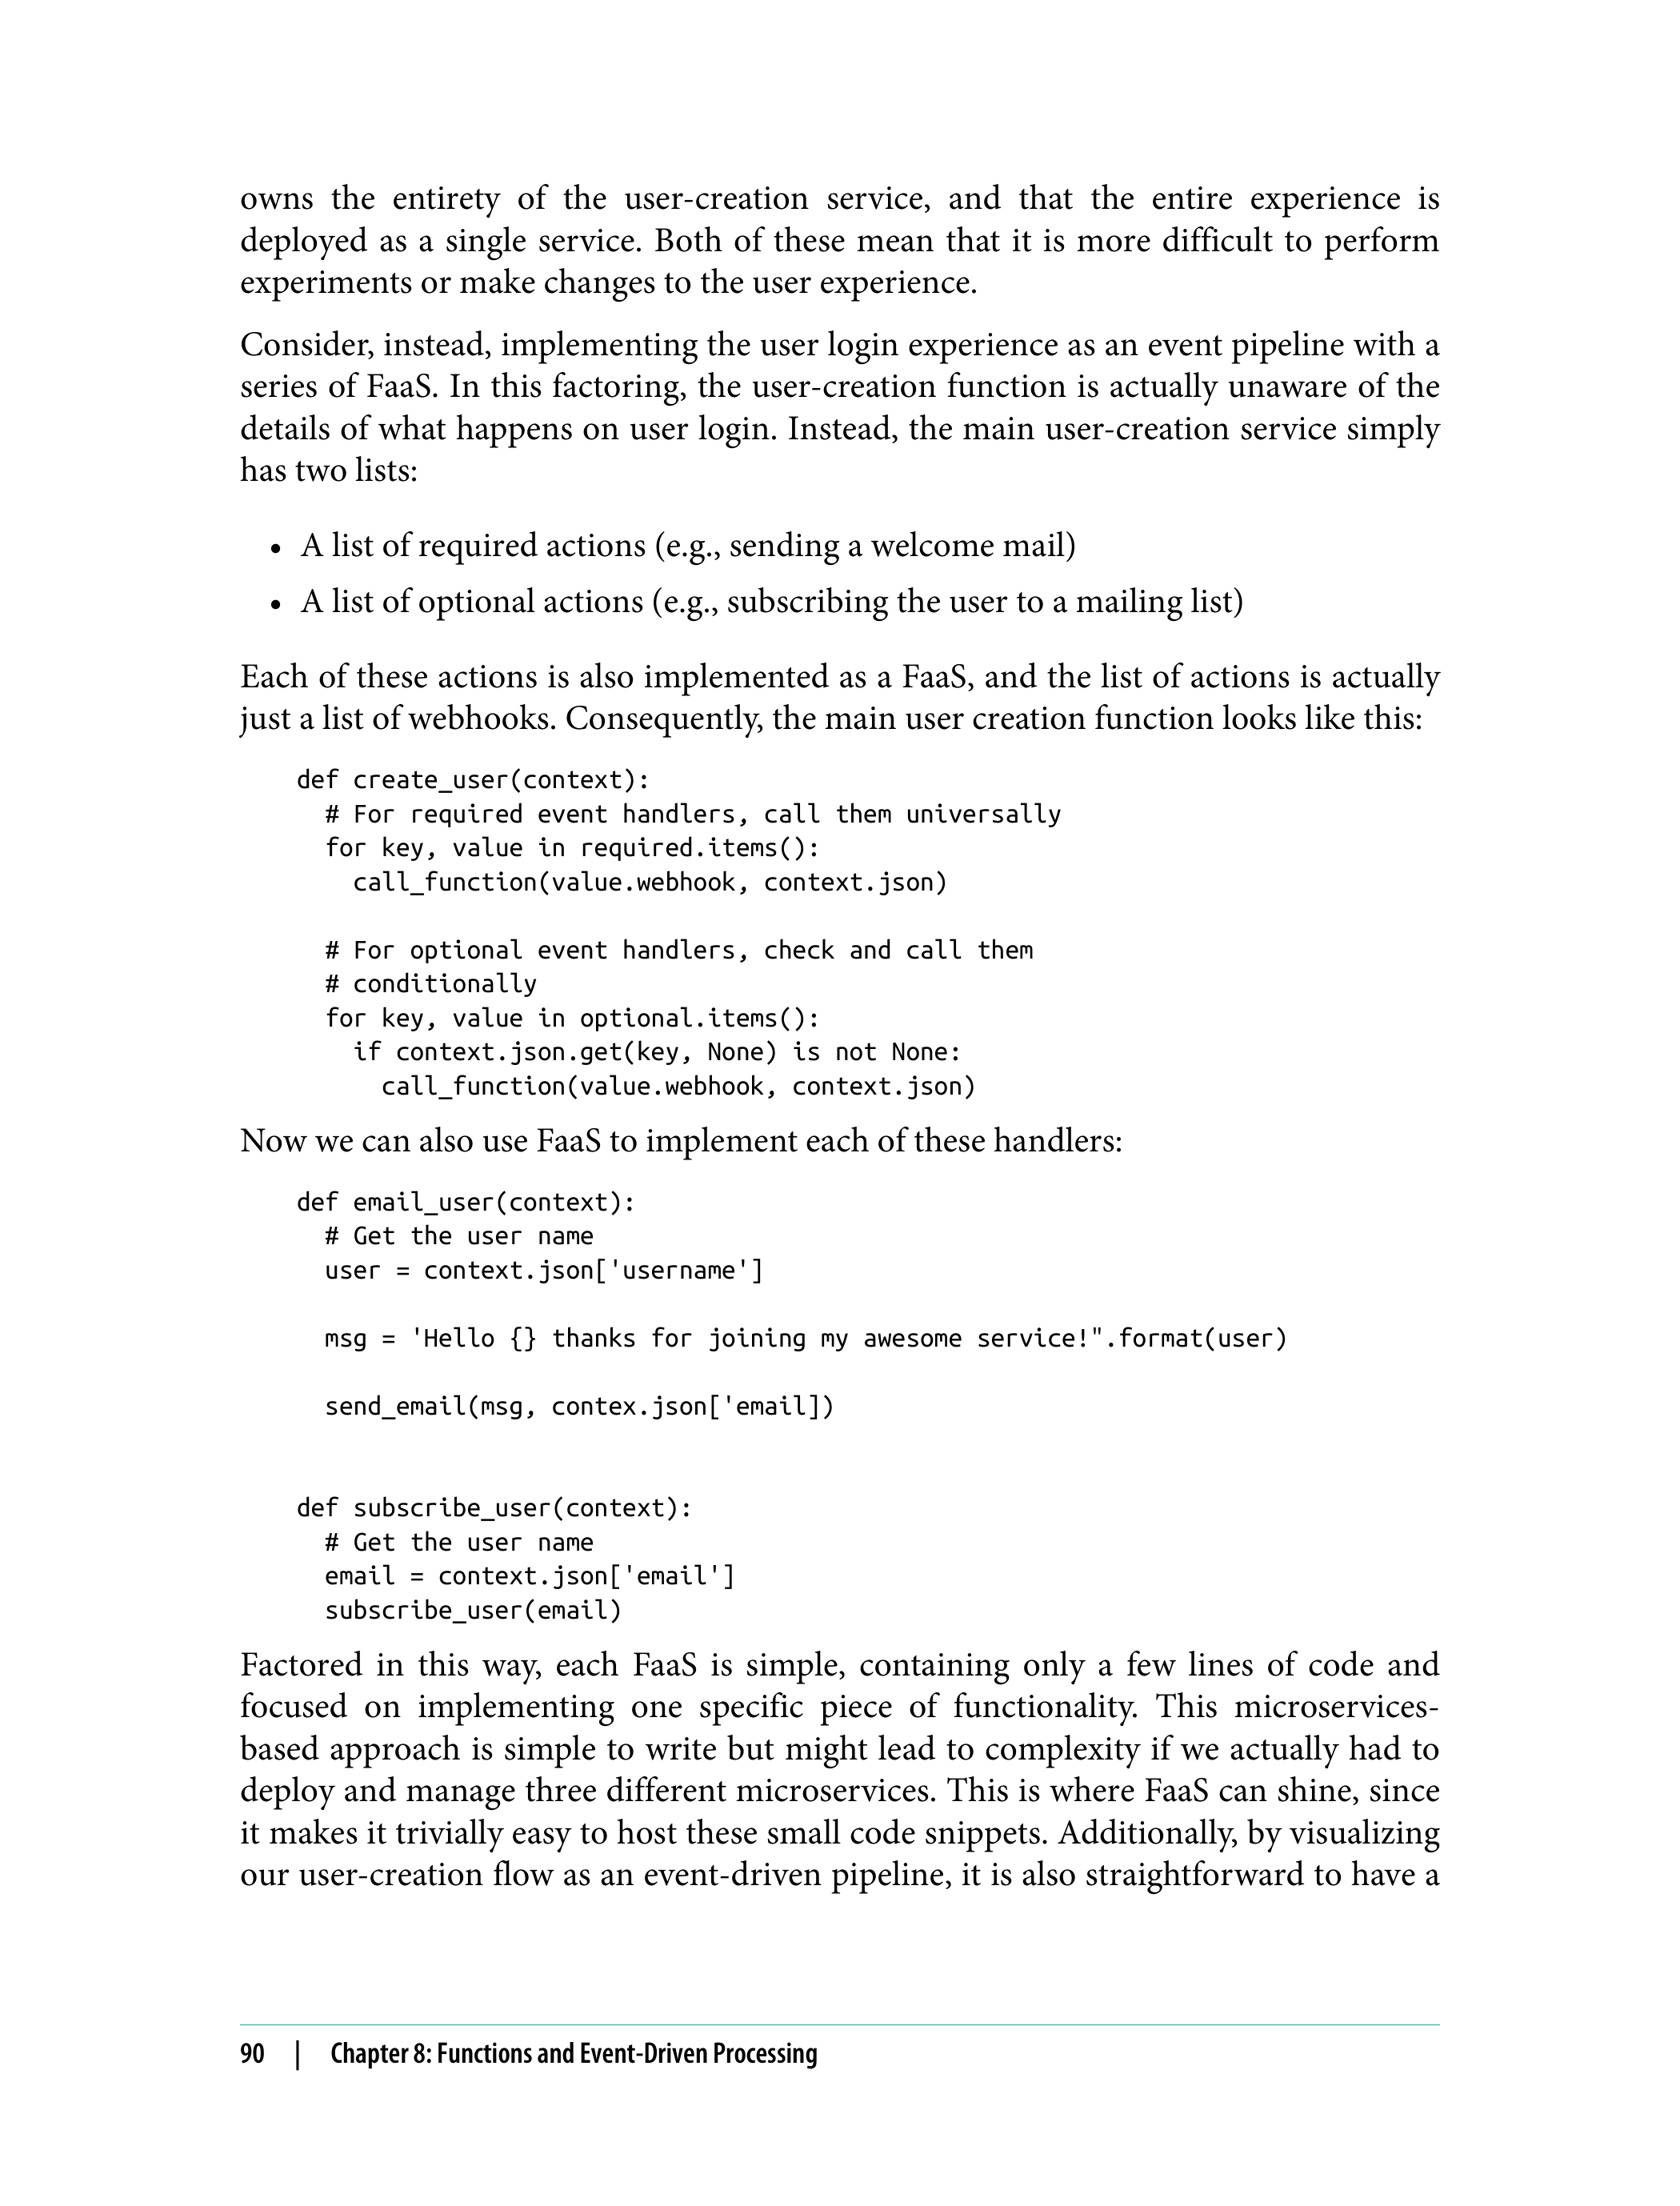 owns the entirety of the user-creation service, and that the entire experience is
deployed as a single service. Both of these mean that it is more difficult to perform
experiments or make changes to the user experience.
Consider, instead, implementing the user login experience as an event pipeline with a
series of FaaS. In this factoring, the user-creation function is actually unaware of the
details of what happens on user login. Instead, the main user-creation service simply
has two lists:
• A list of required actions (e.g., sending a welcome mail)
• A list of optional actions (e.g., subscribing the user to a mailing list)
Each of these actions is also implemented as a FaaS, and the list of actions is actually
just a list of webhooks. Consequently, the main user creation function looks like this:
def create_user(context):
  # For required event handlers, call them universally
  for key, value in required.items():
    call_function(value.webhook, context.json)
  # For optional event handlers, check and call them
  # conditionally
  for key, value in optional.items():
    if context.json.get(key, None) is not None:
      call_function(value.webhook, context.json)
Now we can also use FaaS to implement each of these handlers:
def email_user(context):
  # Get the user name
  user = context.json['username']
  msg = 'Hello {} thanks for joining my awesome service!".format(user)
  send_email(msg, contex.json['email])
def subscribe_user(context):
  # Get the user name
  email = context.json['email']
  subscribe_user(email)
Factored in this way, each FaaS is simple, containing only a few lines of code and
focused on implementing one specific piece of functionality. This microservices-
based approach is simple to write but might lead to complexity if we actually had to
deploy and manage three different microservices. This is where FaaS can shine, since
it makes it trivially easy to host these small code snippets. Additionally, by visualizing
our user-creation flow as an event-driven pipeline, it is also straightforward to have a
90 | Chapter 8: Functions and Event-Driven Processing